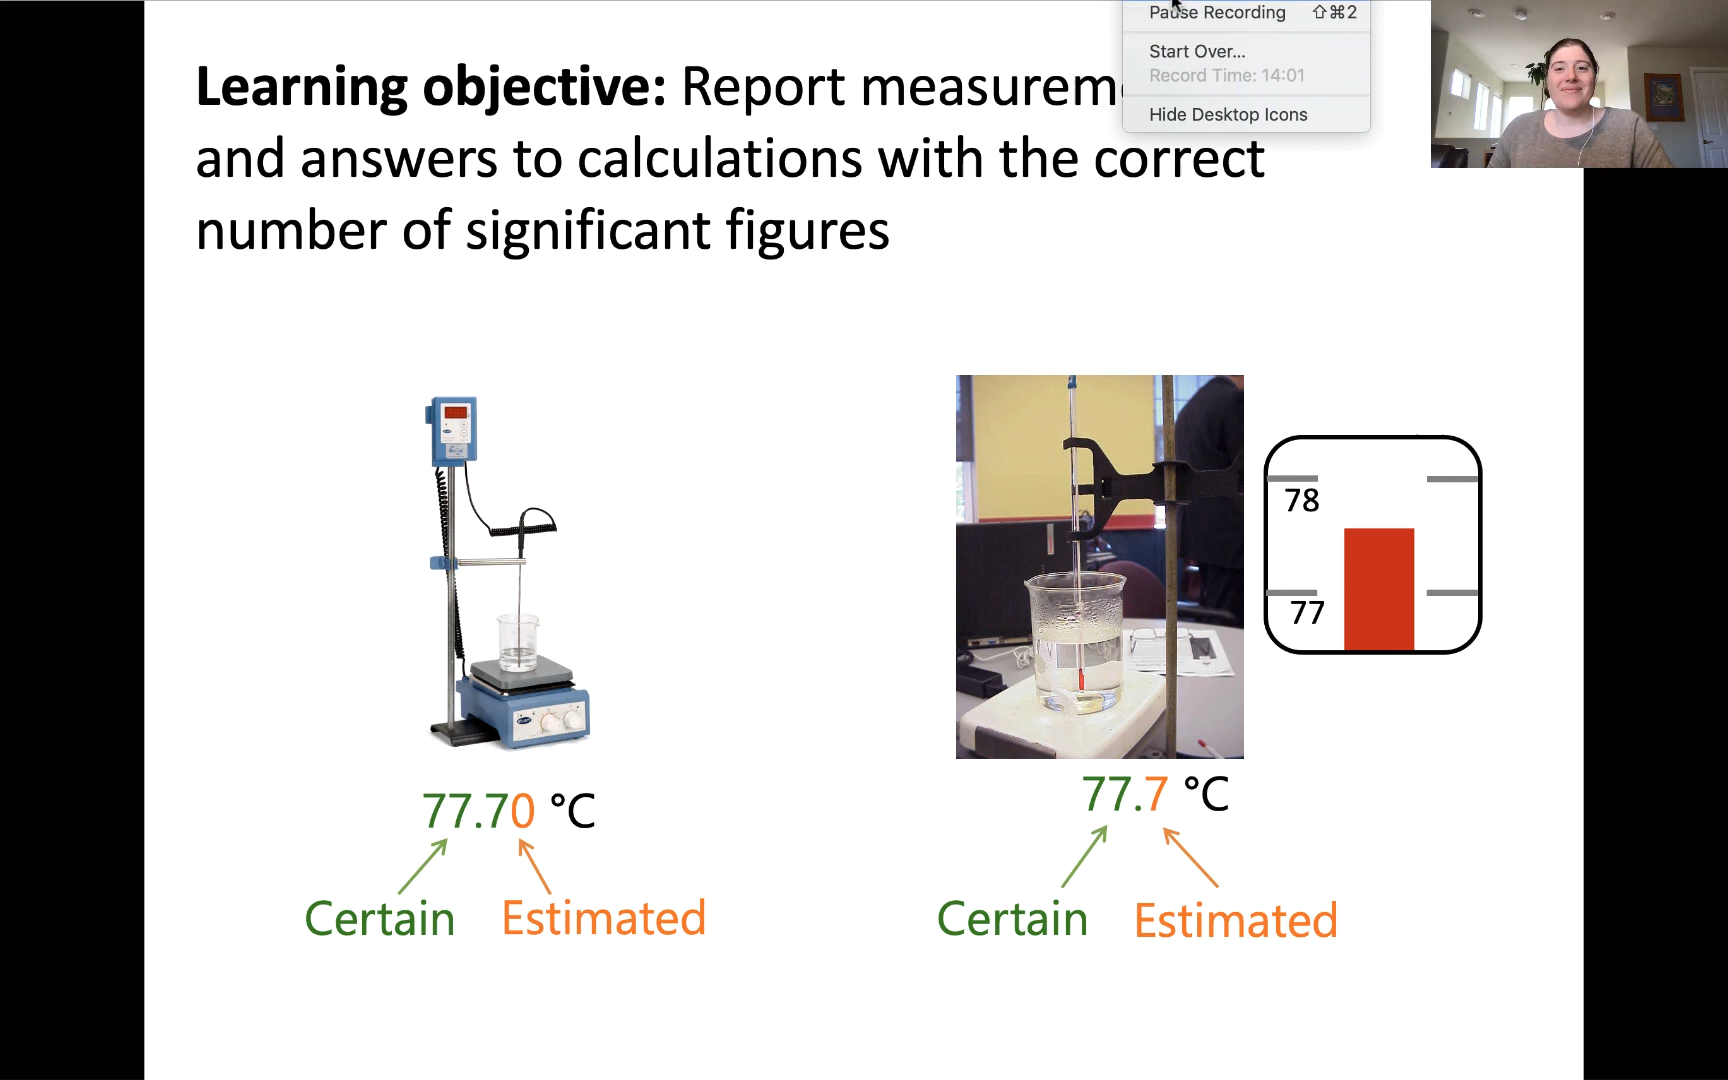 Pause Recording ⇧⌘2
Start Over...
Record Time: 14:01
Hide Desktop Icons
Learning objective: Report measurem
and answers to calculations with the correct
number of significant figures
78
77
77.70 °C
77.7 °C
Certain Estimated
Certain Estimated